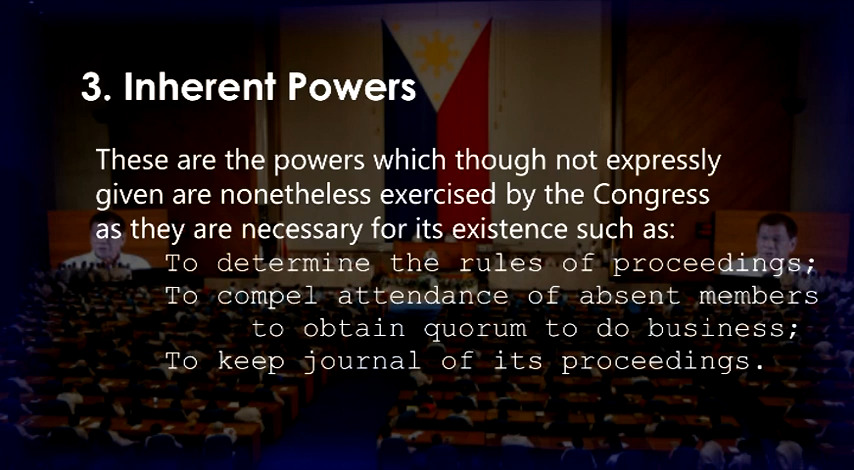 3. Inherent Powers
These are the powers which though not expressly
given are nonetheless exercised by the Congress
as they are necessary for its existence such as:
To determine the rules of proceedings;
To compel attendance of absent members
to obtain quorum to do business;
To keep journal of its proceedings.